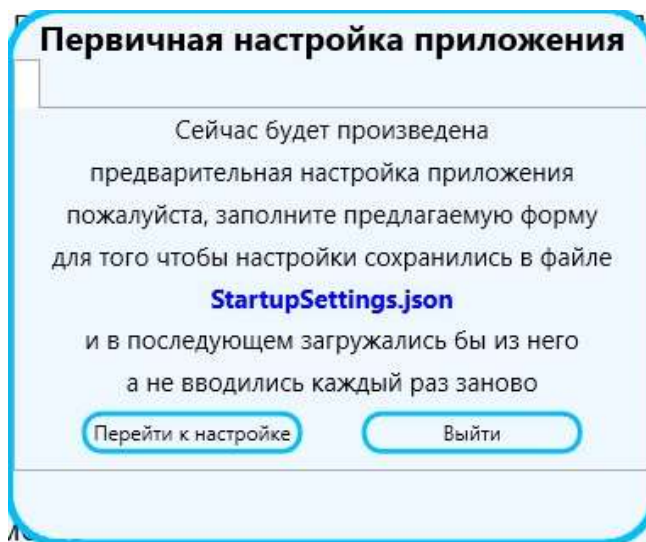 Первичная настройка приложения
Сейчас будет произведена
предварительная настройка приложения
пожалуйста, заполните предлагаемую форму
для того чтобы настройки сохранились в файле
StartupSettings.json
и в последующем загружались бы из него
а не вводились каждый раз заново
Перейти к настройке
Выйти